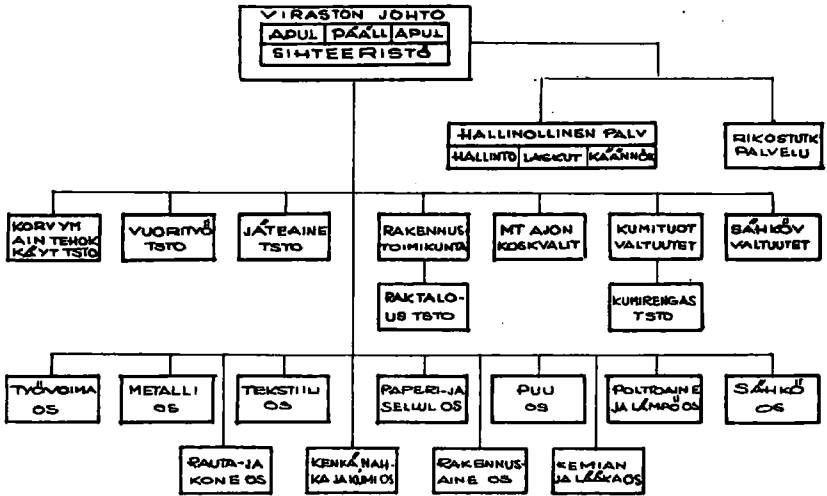 VIRASTON JOHTO
APUL PÄÄLL APUL
SIHTEERISTÖ
HALLINOLLINEN PALV
HALLINTO LASKUT KÄÄNNÖK
RIKOSTUTK
PALVELU
KORVYM
AIN TEHOK
KÄYT TSTO
VUORITYÖ
TSTO
JÄTEAINE
TSTO
RAKENNUS-
TOIMIKUNTA
MT AJON
KOSKVALIT
KUMITUOT
VALTUUTET
SÄHKÖV
VALTUUTET
RAKTALO-
US TSTO
KUMIRENGAS
TSTO
TYÖVOIMA
OS
METALLI
OS
TEKSTIILI
OS
PAPERI-JA
SELLUL OS
PUU
OS
POLTTOAINE
JA LÄMPÖ OS
SÄHKÖ
OS
RAUTA-JA
KONE OS
KENKÄ, NAH-
KA JA KUMI OS
RAKENNUS-
AINE OS
KEMIAN
JA LÄÄKA OS